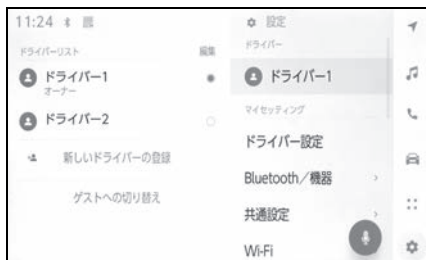 11:24
ドライバーリスト
編集
ドライバー1
オーナー
ドライバー2
新しいドライバーの登録
ゲストへの切り替え
設定
ドライバー
ドライバー1
マイセッティング
ドライバー設定
Bluetooth／機器
共通設定
Wi-Fi